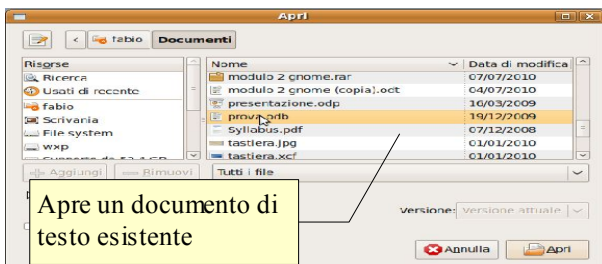 Apri
fabio Documenti
Risorse Nome Data di modifica
Ricerca modulo 2 gnome.rar 07/07/2010
Usati di recente modulo 2 gnome (copia).odt 04/07/2010
fabio presentazione.odp 16/03/2009
Scrivania prova.odb 19/12/2009
File system Syllabus.pdf 07/12/2008
wxp tastiera.jpg 01/01/2010
tastiera.xcf 01/01/2010
Aggiungi Rimuovi Tutti i file
Apre un documento di
testo esistente
Versione: Versione attuale
Annulla Apri